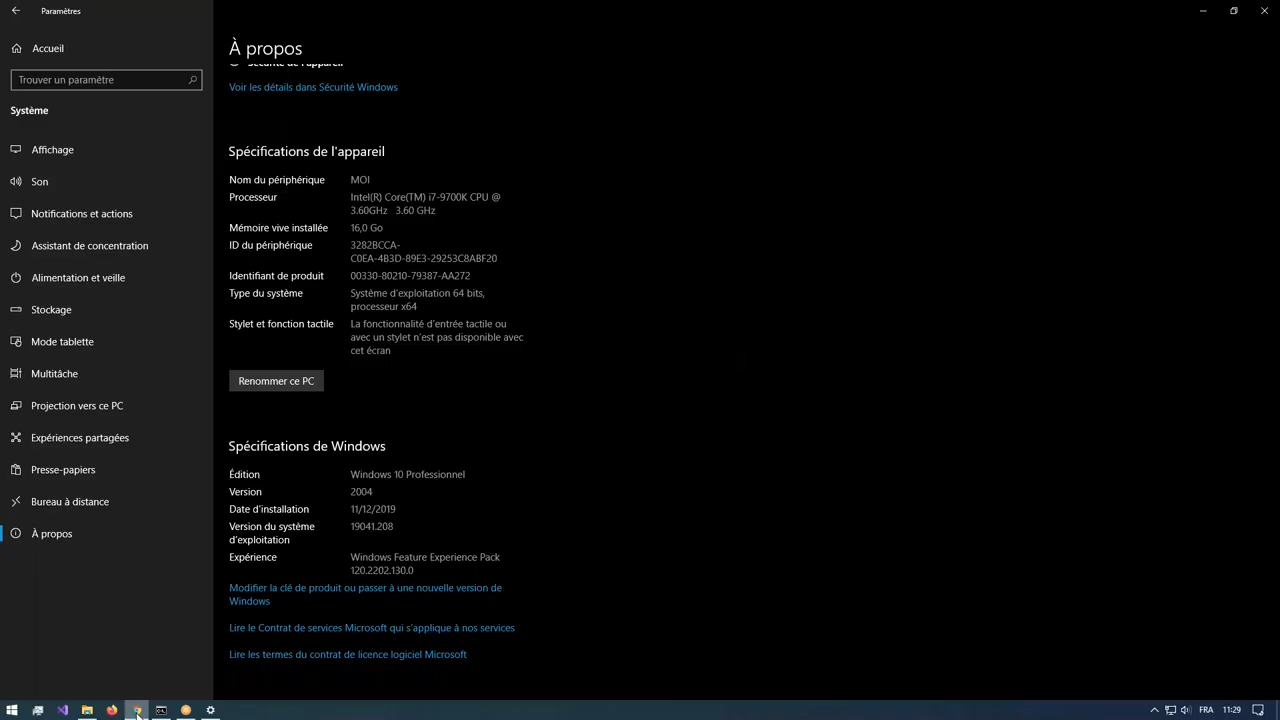 Paramètres
Accueil
Trouver un paramètre
Système
Affichage
Son
Notifications et actions
Assistant de concentration
Alimentation et veille
Stockage
Mode tablette
Multitâche
Projection vers ce PC
Expériences partagées
Presse-papiers
Bureau à distance
À propos
À propos
Sécurité de l'appareil
Voir les détails dans Sécurité Windows
Spécifications de l'appareil
Nom du périphérique MOI
Processeur Intel(R) Core(TM) i7-9700K CPU @
3.60GHz 3.60 GHz
Mémoire vive installée 16,0 Go
ID du périphérique 3282BCCA-
C0EA-4B3D-89E3-29253C8ABF20
Identifiant de produit 00330-80210-79387-AA272
Type du système Système d'exploitation 64 bits,
processeur x64
Stylet et fonction tactile La fonctionnalité d'entrée tactile ou
avec un stylet n'est pas disponible avec
cet écran
Renommer ce PC
Spécifications de Windows
Édition Windows 10 Professionnel
Version 2004
Date d'installation 11/12/2019
Version du système 19041.208
d'exploitation
Expérience Windows Feature Experience Pack
120.2202.130.0
Modifier la clé de produit ou passer à une nouvelle version de
Windows
Lire le Contrat de services Microsoft qui s'applique à nos services
Lire les termes du contrat de licence logiciel Microsoft
FRA 11:29